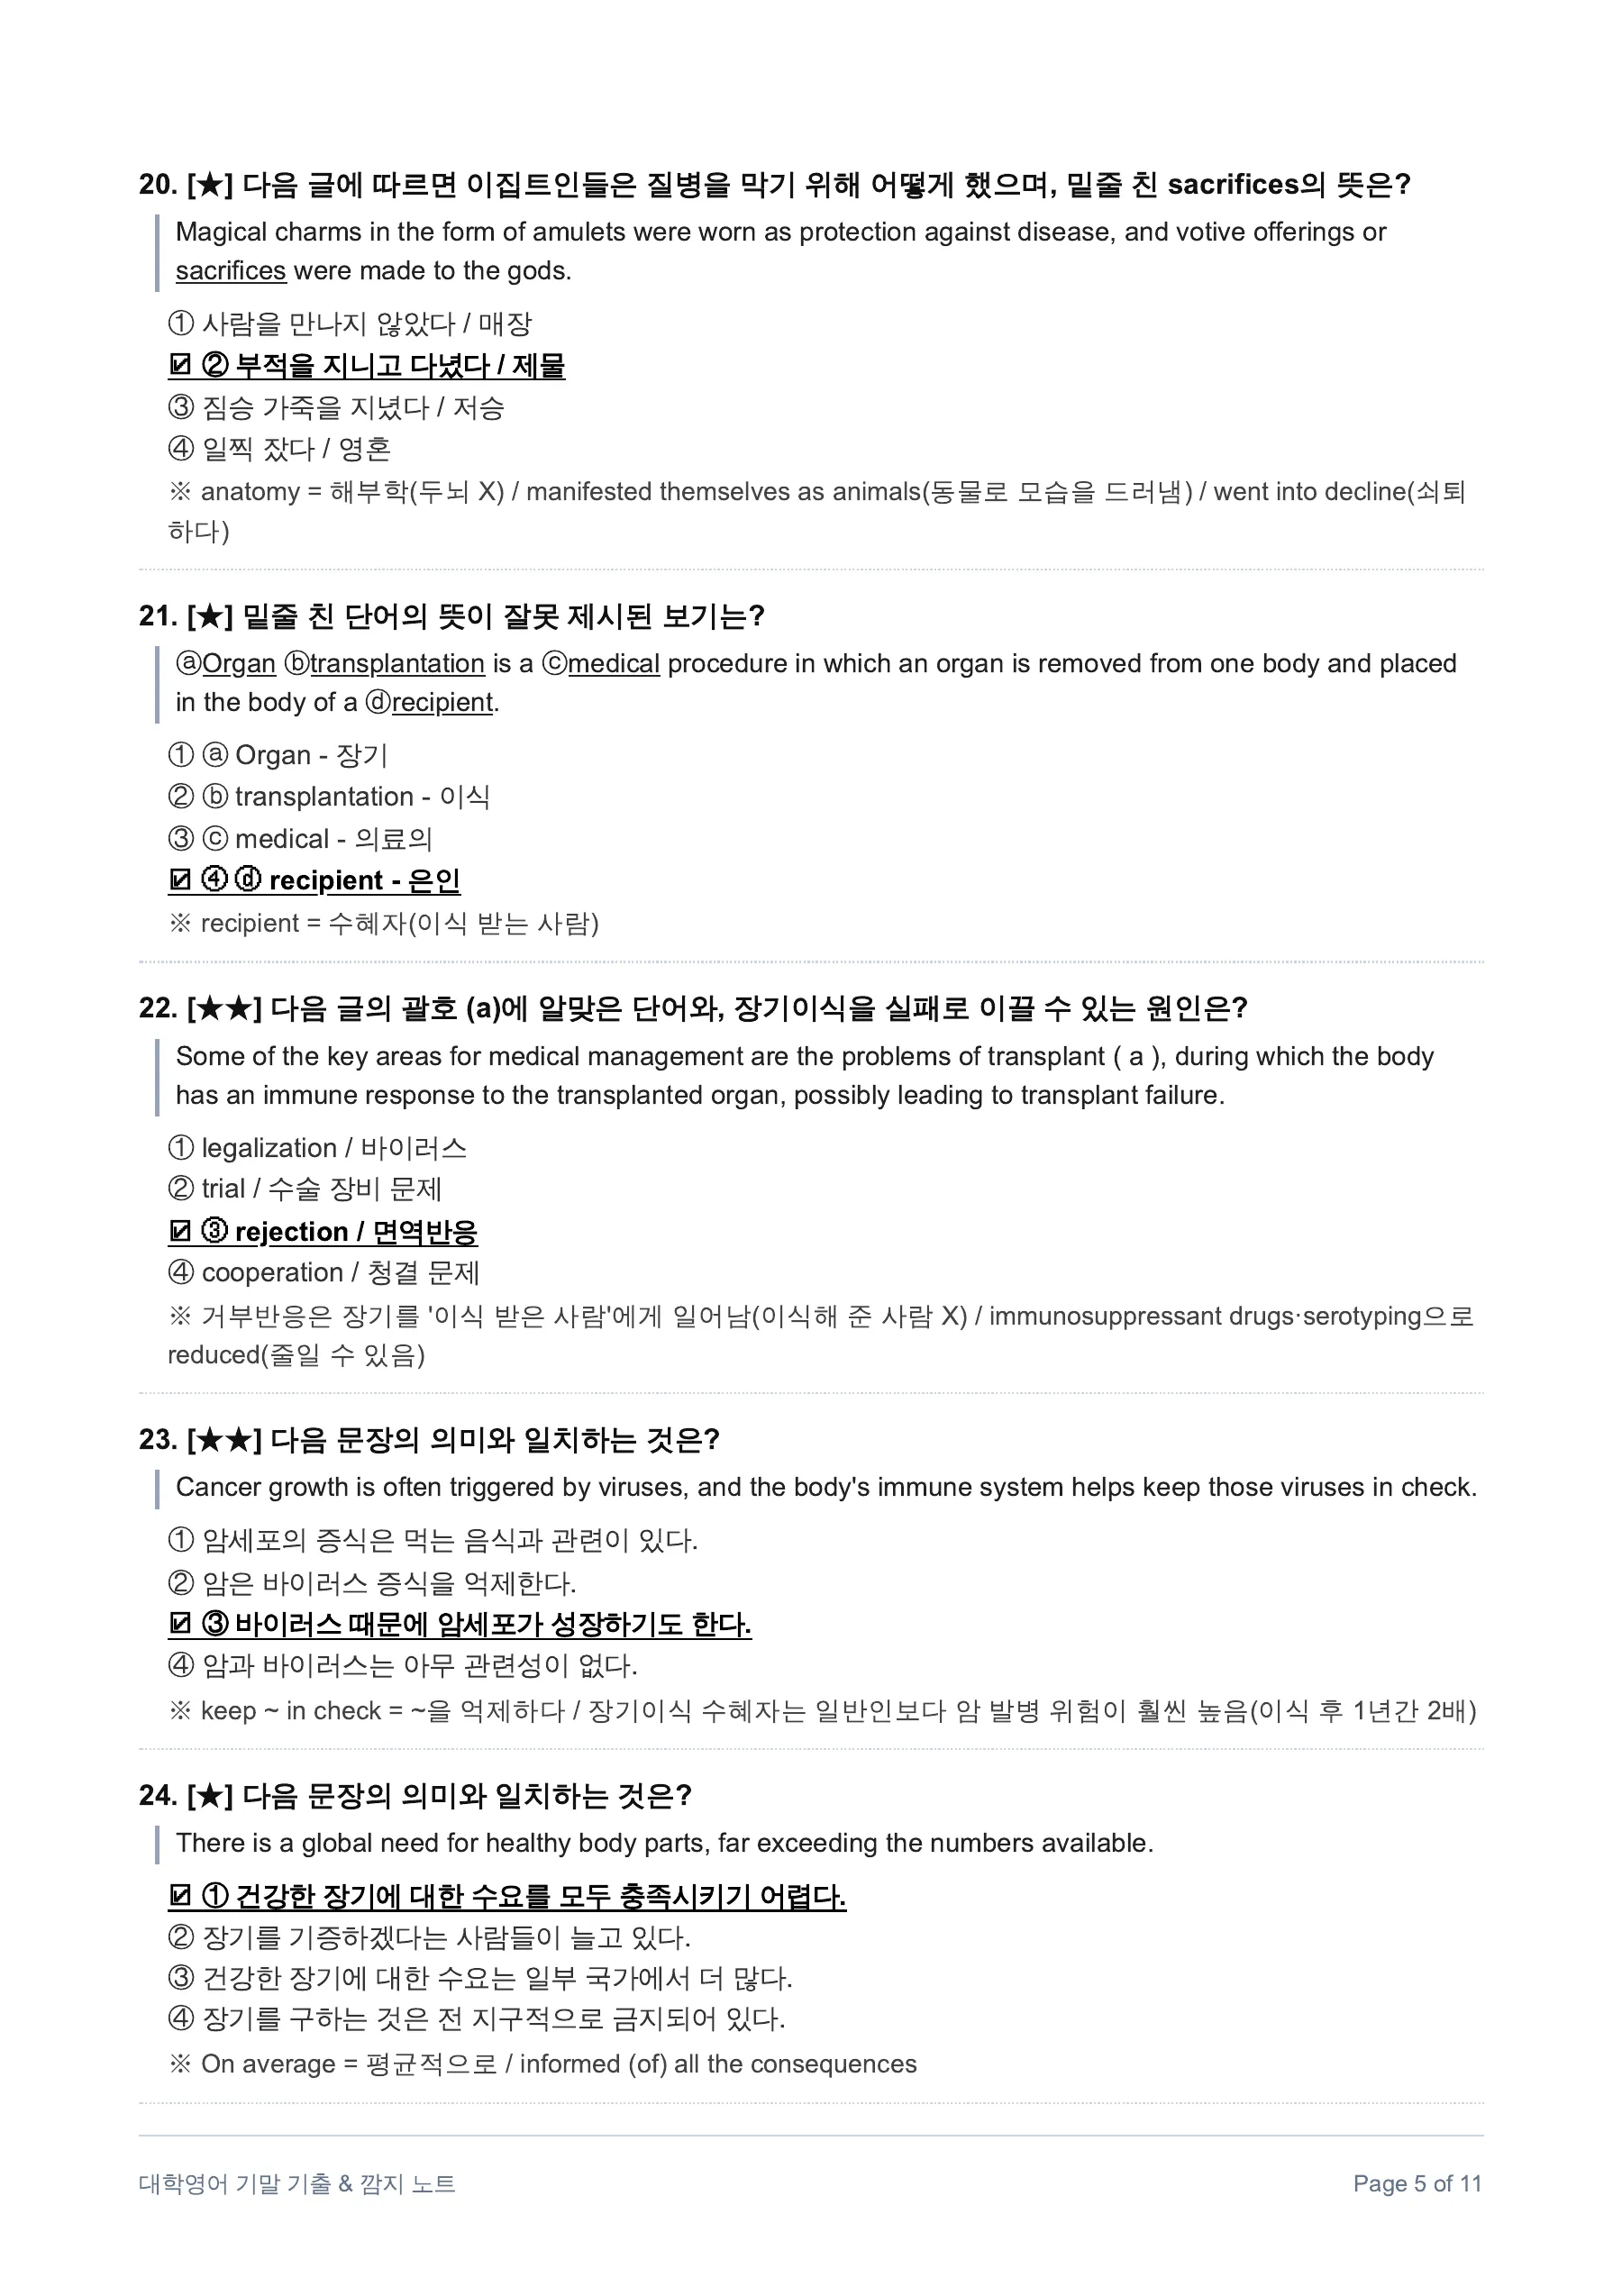 20. [★] 다음 글에 따르면 이집트인들은 질병을 막기 위해 어떻게 했으며, 밑줄 친 sacrifices의 뜻은?
Magical charms in the form of amulets were worn as protection against disease, and votive offerings or
sacrifices were made to the gods.
① 사람을 만나지 않았다 / 매장
☑ ② 부적을 지니고 다녔다 / 제물
③ 짐승 가죽을 지녔다 / 저승
④ 일찍 잤다 / 영혼
※ anatomy = 해부학(두뇌 X) / manifested themselves as animals(동물로 모습을 드러냄) / went into decline(쇠퇴
하다)
21. [★] 밑줄 친 단어의 뜻이 잘못 제시된 보기는?
ⓐOrgan ⓑtransplantation is a ⓒmedical procedure in which an organ is removed from one body and placed
in the body of a ⓓrecipient.
① ⓐ Organ - 장기
② ⓑ transplantation - 이식
③ ⓒ medical - 의료의
☑ ④ ⓓ recipient - 은인
※ recipient = 수혜자(이식 받는 사람)
22. [★★] 다음 글의 괄호 (a)에 알맞은 단어와, 장기이식을 실패로 이끌 수 있는 원인은?
Some of the key areas for medical management are the problems of transplant ( a ), during which the body
has an immune response to the transplanted organ, possibly leading to transplant failure.
① legalization / 바이러스
② trial / 수술 장비 문제
☑ ③ rejection / 면역반응
④ cooperation / 청결 문제
※ 거부반응은 장기를 '이식 받은 사람'에게 일어남(이식해 준 사람 X) / immunosuppressant drugs·serotyping으로
reduced(줄일 수 있음)
23. [★★] 다음 문장의 의미와 일치하는 것은?
Cancer growth is often triggered by viruses, and the body's immune system helps keep those viruses in check.
① 암세포의 증식은 먹는 음식과 관련이 있다.
② 암은 바이러스 증식을 억제한다.
☑ ③ 바이러스 때문에 암세포가 성장하기도 한다.
④ 암과 바이러스는 아무 관련성이 없다.
※ keep ~ in check = ~을 억제하다 / 장기이식 수혜자는 일반인보다 암 발병 위험이 훨씬 높음(이식 후 1년간 2배)
24. [★] 다음 문장의 의미와 일치하는 것은?
There is a global need for healthy body parts, far exceeding the numbers available.
☑ ① 건강한 장기에 대한 수요를 모두 충족시키기 어렵다.
② 장기를 기증하겠다는 사람들이 늘고 있다.
③ 건강한 장기에 대한 수요는 일부 국가에서 더 많다.
④ 장기를 구하는 것은 전 지구적으로 금지되어 있다.
※ On average = 평균적으로 / informed (of) all the consequences
대학영어 기말 기출 & 깜지 노트
Page 5 of 11